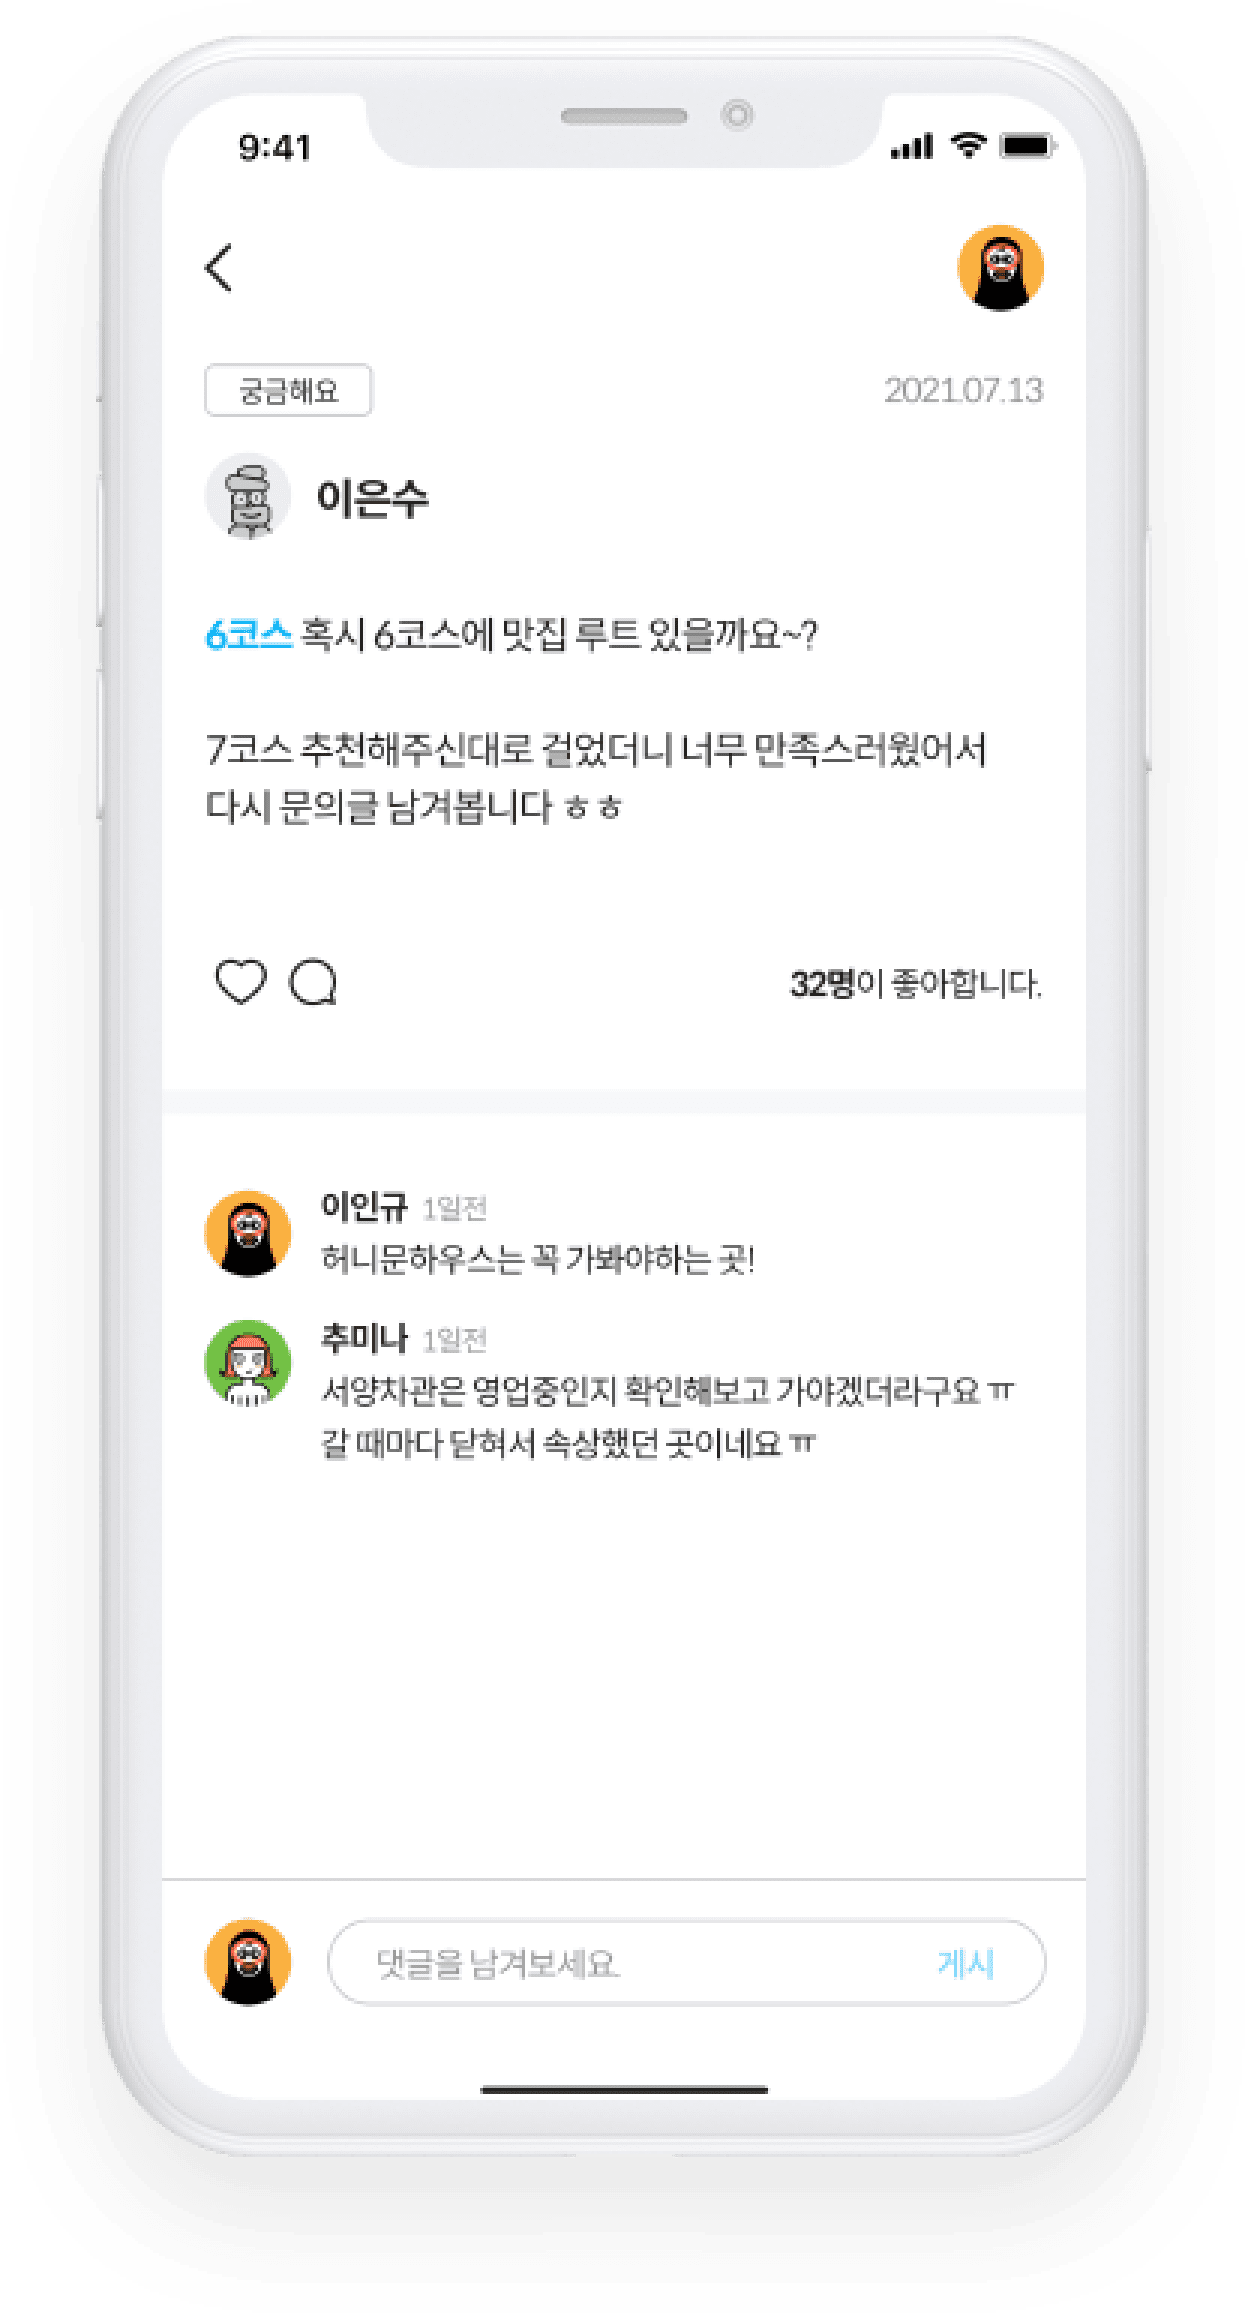 9:41
궁금해요
2021.07.13
이은수
6코스 혹시 6코스에 맛집 루트 있을까요~?
7코스 추천해주신대로 걸었더니 너무 만족스러웠어서
다시 문의글 남겨봅니다 ㅎㅎ
32명이 좋아합니다.
이인규 1일전
허니문하우스는 꼭 가봐야하는 곳!
추미나 1일전
서양차관은 영업중인지 확인해보고 가야겠더라구요 ㅠ
갈 때마다 닫혀서 속상했던 곳이네요 ㅠ
댓글을 남겨보세요.
게시